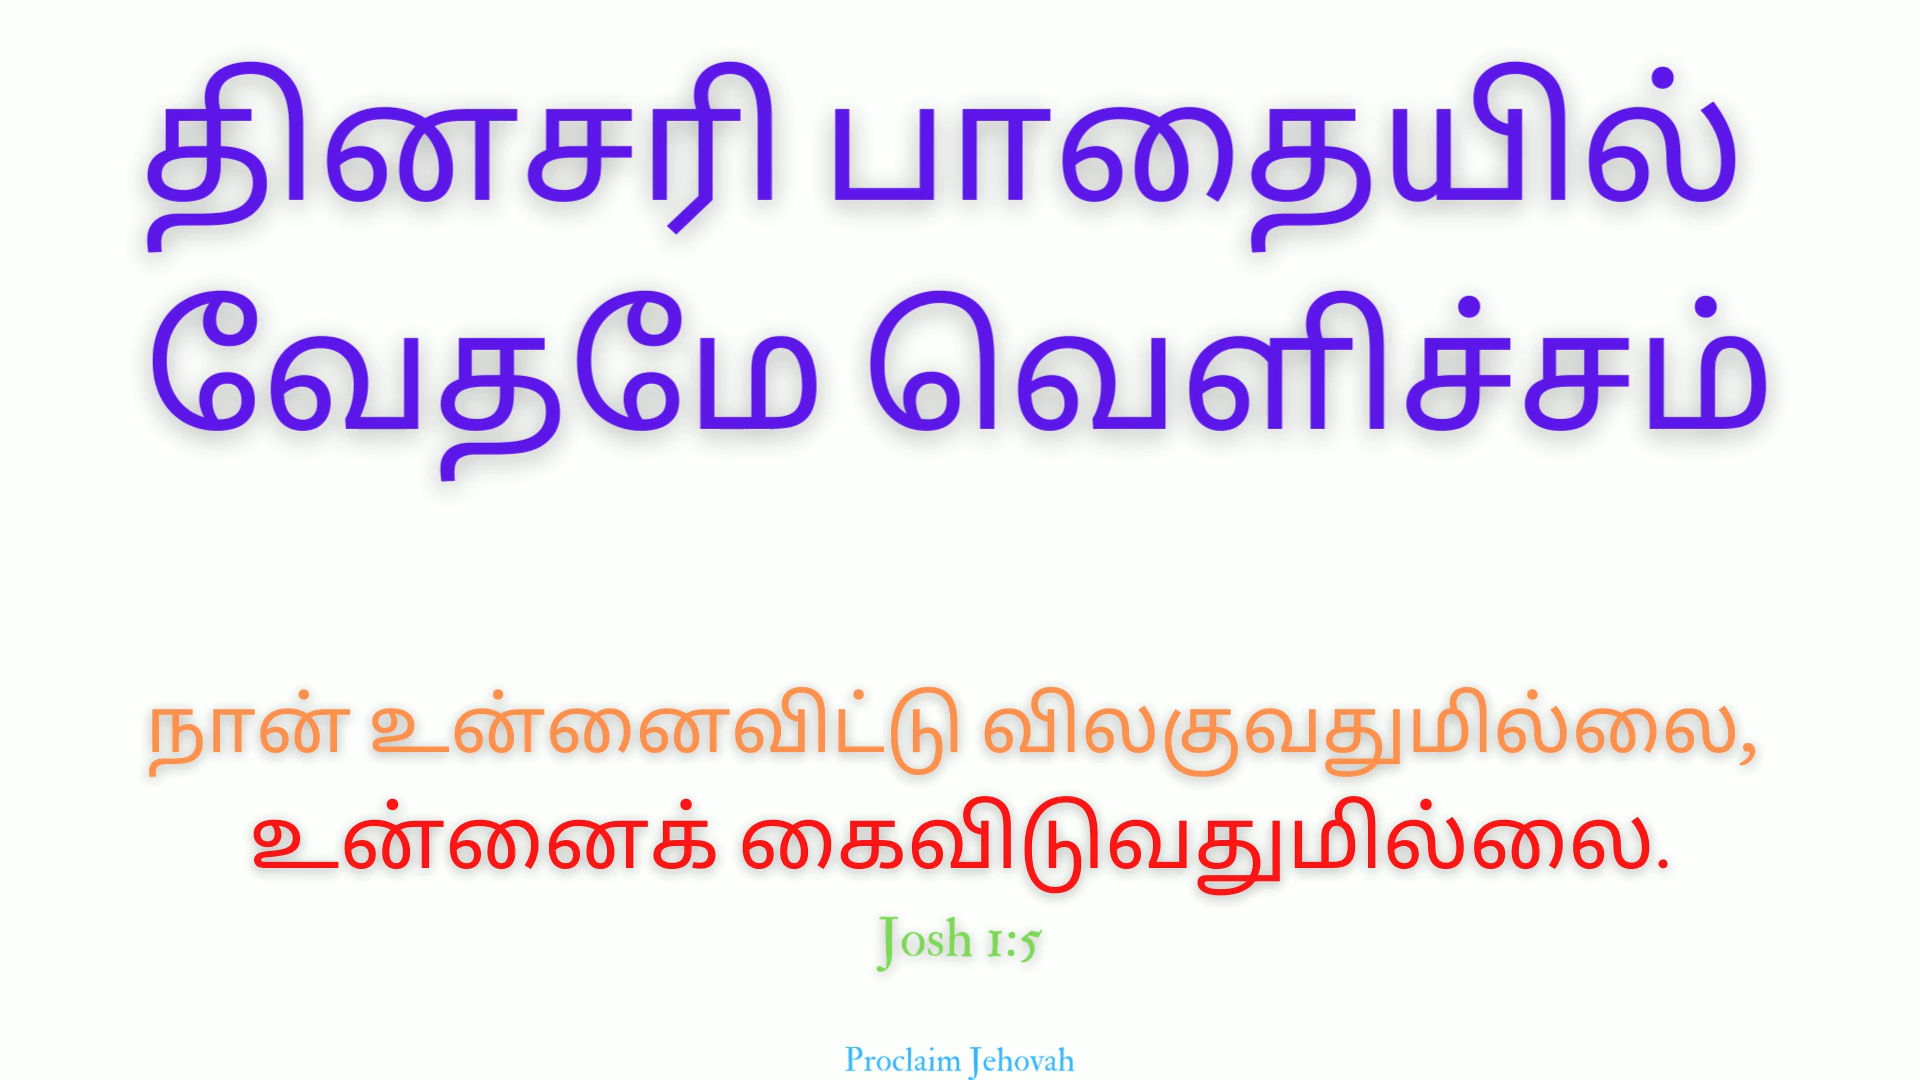 தினசரி பாதையில்
வேதமே வெளிச்சம்
நான் உன்னைவிட்டு விலகுவதுமில்லை,
உன்னைக் கைவிடுவதுமில்லை.
Josh 1:5
Proclaim Jehovah